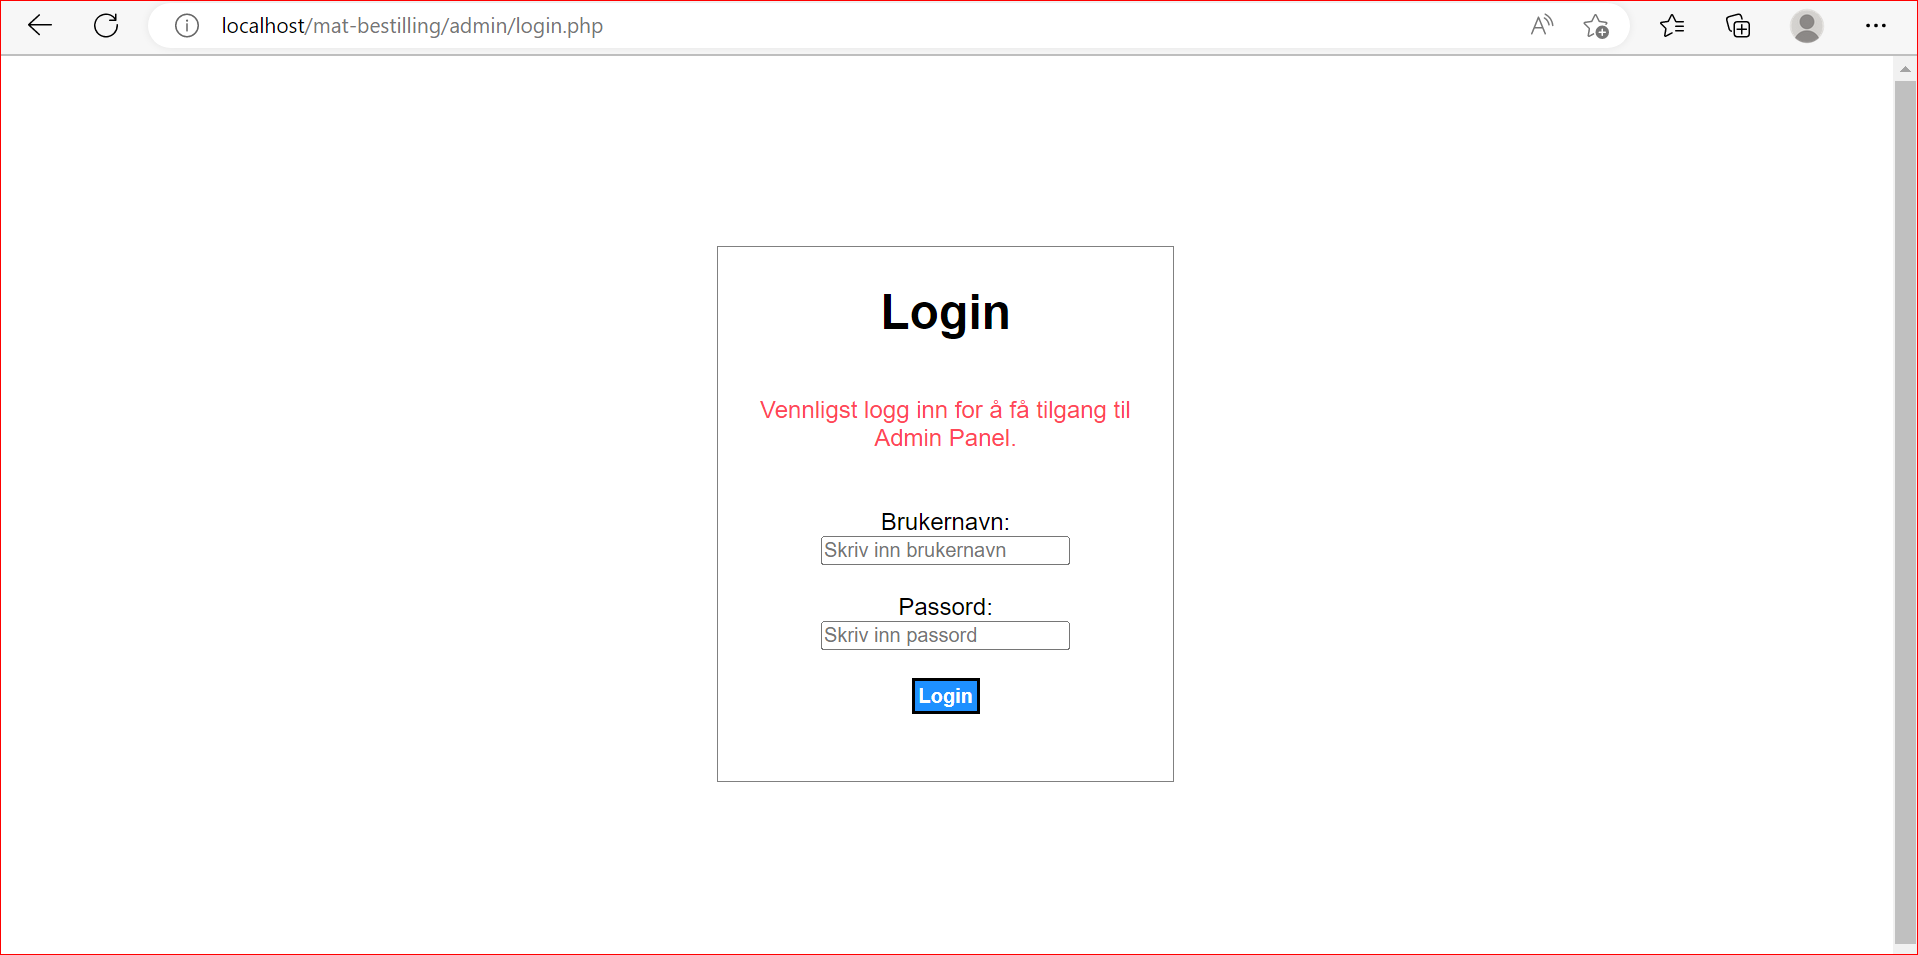 localhost/mat-bestilling/admin/login.php
Login
Vennligst logg inn for å få tilgang til
Admin Panel.
Brukernavn:
Skriv inn brukernavn
Passord:
Skriv inn passord
Login